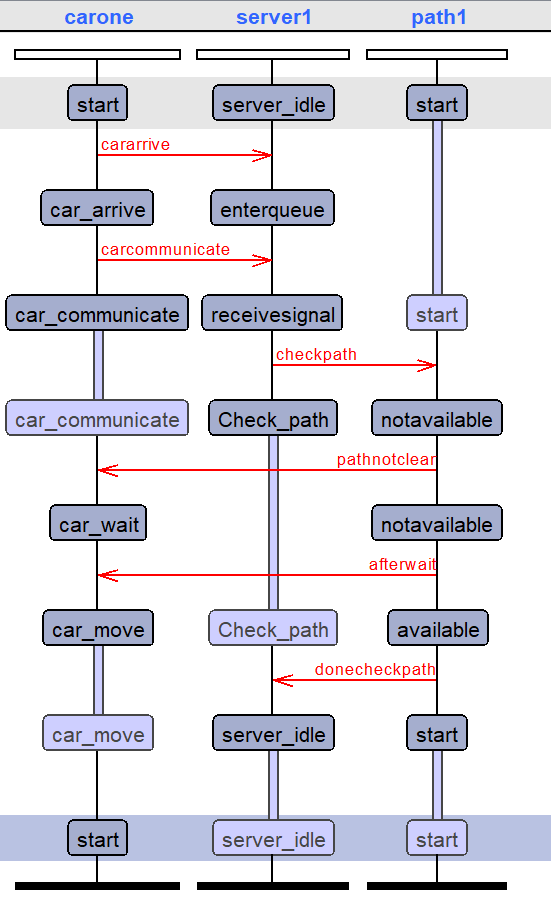 carone server1 path1
start server_idle start
cararrive
car_arrive enterqueue
carcommunicate
car_communicate receivesignal start
checkpath
car_communicate Check_path notavailable
pathnotclear
car_wait notavailable
afterwait
car_move Check_path available
donecheckpath
car_move server_idle start
start server_idle start